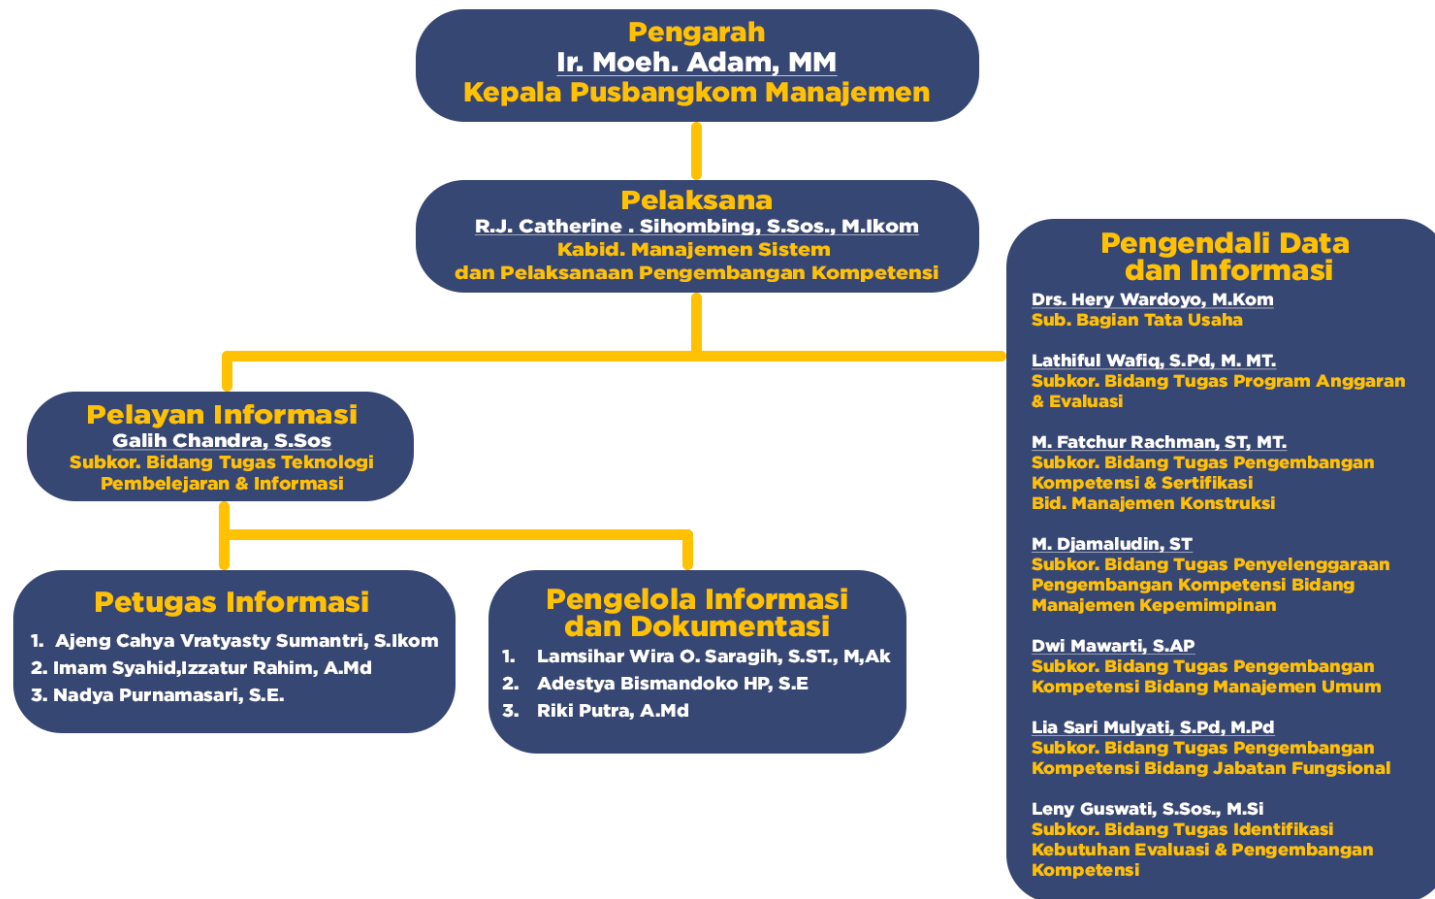 Pengarah
Ir. Moeh. Adam, MM
Kepala Pusbangkom Manajemen
Pelaksana
R.J. Catherine . Sihombing, S.Sos., M.Ikom
Kabid. Manajemen Sistem
dan Pelaksanaan Pengembangan Kompetensi
Pelayan Informasi
Galih Chandra, S.Sos
Subkor. Bidang Tugas Teknologi
Pembelejaran & Informasi
Petugas Informasi
1. Ajeng Cahya Vratyasty Sumantri, S.Ikom
2. Imam Syahid,Izzatur Rahim, A.Md
3. Nadya Purnamasari, S.E.
Pengelola Informasi
dan Dokumentasi
1. Lamsihar Wira O. Saragih, S.ST., M,Ak
2. Adestya Bismandoko HP, S.E
3. Riki Putra, A.Md
Pengendali Data
dan Informasi
Drs. Hery Wardoyo, M.Kom
Sub. Bagian Tata Usaha
Lathiful Wafiq, S.Pd, M. MT.
Subkor. Bidang Tugas Program Anggaran
& Evaluasi
M. Fatchur Rachman, ST, MT.
Subkor. Bidang Tugas Pengembangan
Kompetensi & Sertifikasi
Bid. Manajemen Konstruksi
M. Djamaludin, ST
Subkor. Bidang Tugas Penyelenggaraan
Pengembangan Kompetensi Bidang
Manajemen Kepemimpinan
Dwi Mawarti, S.AP
Subkor. Bidang Tugas Pengembangan
Kompetensi Bidang Manajemen Umum
Lia Sari Mulyati, S.Pd, M.Pd
Subkor. Bidang Tugas Pengembangan
Kompetensi Bidang Jabatan Fungsional
Leny Guswati, S.Sos., M.Si
Subkor. Bidang Tugas Identifikasi
Kebutuhan Evaluasi & Pengembangan
Kompetensi